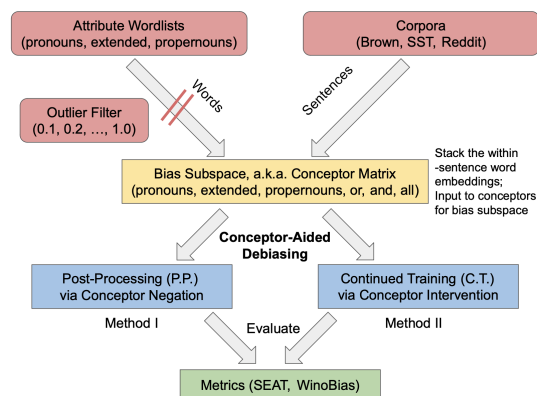 Attribute Wordlists
(pronouns, extended, propernouns)
Corpora
(Brown, SST, Reddit)
Words
Sentences
Outlier Filter
(0.1, 0.2, ..., 1.0)
Bias Subspace, a.k.a. Conceptor Matrix
(pronouns, extended, propernouns, or, and, all)
Stack the within
-sentence word
embeddings;
Input to conceptors
for bias subspace
Conceptor-Aided
Debiasing
Post-Processing (P.P.)
via Conceptor Negation
Continued Training (C.T.)
via Conceptor Intervention
Method I
Evaluate
Method II
Metrics (SEAT, WinoBias)